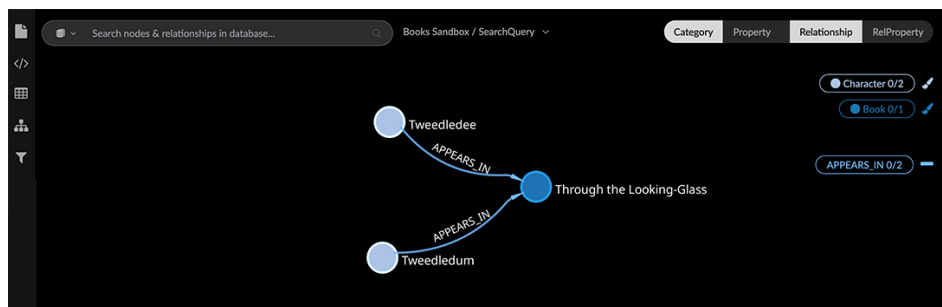 Search nodes & relationships in database...
Books Sandbox / SearchQuery
Category Property Relationship RelProperty
Character 0/2
Book 0/1
APPEARS_IN 0/2
Tweedledee
APPEARS_IN
Through the Looking-Glass
APPEARS_IN
Tweedledum